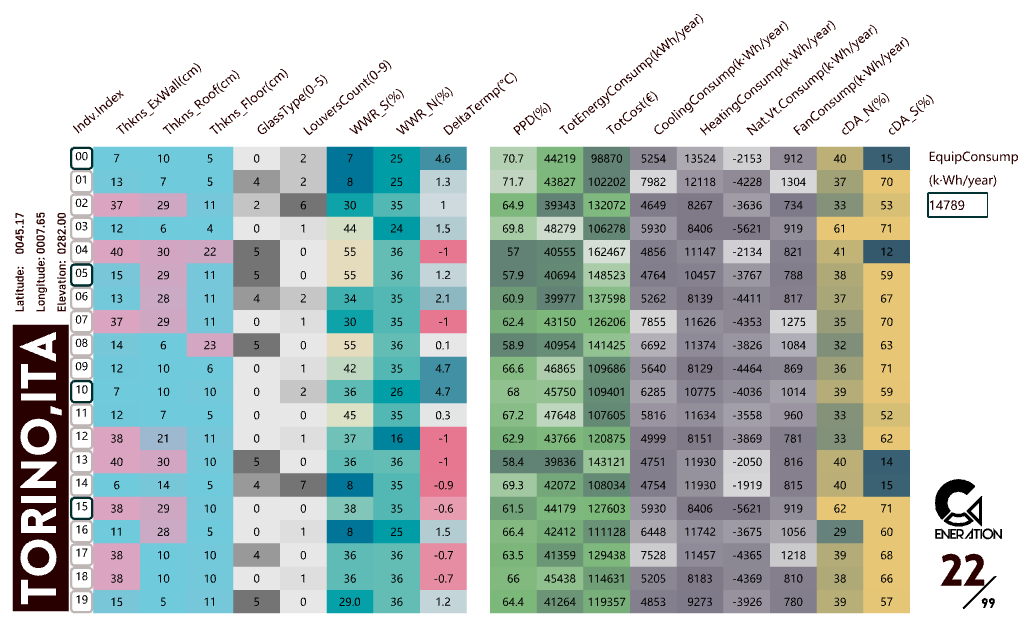 Indv.Index Thkns_ExWall(cm) Thkns_Roof(cm) Thkns_Floor(cm) GlassType(0-5) LouversCount(0-9) WWR_S(%) WWR_N(%) DeltaTermp(°C) PPD(%) TotEnergyConsump(kWh/year) TotCost(€) CoolingConsump(k·Wh/year) HeatingConsump(k·Wh/year) Nat.Vt.Consump(k·Wh/year) FanConsump(k·Wh/year) cDA_N(%) cDA_S(%)
00 7 10 5 0 2 7 25 4.6 70.7 44219 98870 5254 13524 -2153 912 40 15
01 13 7 5 4 2 8 25 1.3 71.7 43827 102202 7982 12118 -4228 1304 37 70
02 37 29 11 2 6 30 35 1 64.9 39343 132072 4649 8267 -3636 734 33 53
03 12 6 4 0 1 44 24 1.5 69.8 48279 106278 5930 8406 -5621 919 61 71
04 40 30 22 5 0 55 36 -1 57 40555 162467 4856 11147 -2134 821 41 12
05 15 29 11 5 0 55 36 1.2 57.9 40694 148523 4764 10457 -3767 788 38 59
06 13 28 11 4 2 34 35 2.1 60.9 39977 137598 5262 8139 -4411 817 37 67
07 37 29 11 0 1 30 35 -1 62.4 43150 126206 7855 11626 -4353 1275 35 70
08 14 6 23 5 0 55 36 0.1 58.9 40954 141425 6692 11374 -3826 1084 32 63
09 12 10 6 0 1 42 35 4.7 66.6 46865 109686 5640 8129 -4464 869 36 71
10 7 10 10 0 2 36 26 4.7 68 45750 109401 6285 10775 -4036 1014 39 59
11 12 7 5 0 0 45 35 0.3 67.2 47648 107605 5816 11634 -3558 960 33 52
12 38 21 11 0 1 37 16 -1 62.9 43766 120875 4999 8151 -3869 781 33 62
13 40 30 10 5 0 36 36 -1 58.4 39836 143121 4751 11930 -2050 816 40 14
14 6 14 5 4 7 8 35 -0.9 69.3 42072 108034 4754 11930 -1919 815 40 15
15 38 29 10 0 0 38 35 -0.6 61.5 44179 127603 5930 8406 -5621 919 62 71
16 11 28 5 0 1 8 25 1.5 66.4 42412 111128 6448 11742 -3675 1056 29 60
17 38 10 10 4 0 36 36 -0.7 63.5 41359 129438 7528 11457 -4365 1218 39 68
18 38 10 10 0 1 36 36 -0.7 66 45438 114631 5205 8183 -4369 810 38 66
19 15 5 11 5 0 29.0 36 1.2 64.4 41264 119357 4853 9273 -3926 780 39 57
EquipConsump
(k·Wh/year)
14789
Latitude: 0045.17
Longitude: 0007.65
Elevation: 0282.00
TORINO,ITA
ENERATION
22/99